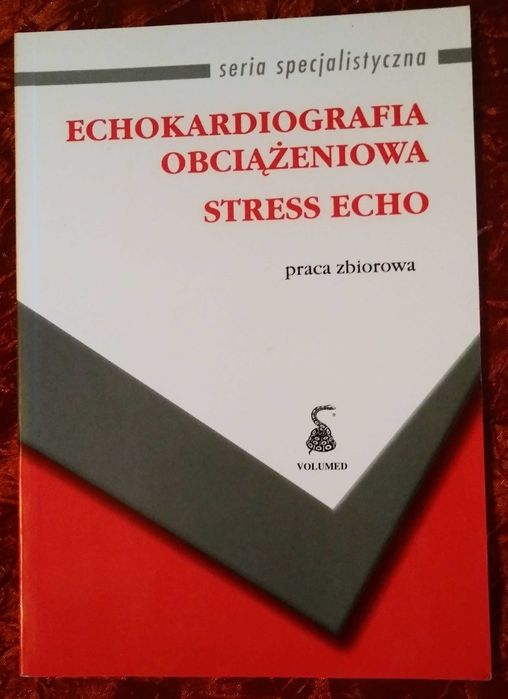 seria specjalistyczna
ECHOKARDIOGRAFIA
OBCIĄŻENIOWA
STRESS ECHO
praca zbiorowa
VOLUMED